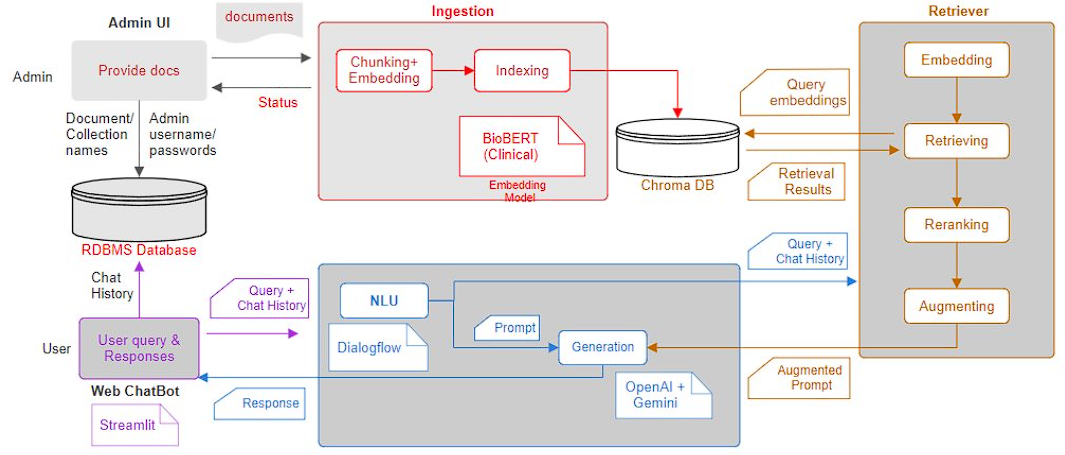 Admin UI
documents
Ingestion
Retriever
Admin
Provide docs
Status
Chunking+
Embedding
Indexing
Embedding
Query
embeddings
Document/
Collection
names
Admin
username/
passwords
BioBERT
(Clinical)
Embedding
Model
Chroma DB
Retrieving
Retrieval
Results
RDBMS Database
Reranking
Chat
History
Query +
Chat History
NLU
Query +
Chat History
Augmenting
User
User query &
Responses
Dialogflow
Prompt
Generation
Augmented
Prompt
Web ChatBot
Response
OpenAI +
Gemini
Streamlit